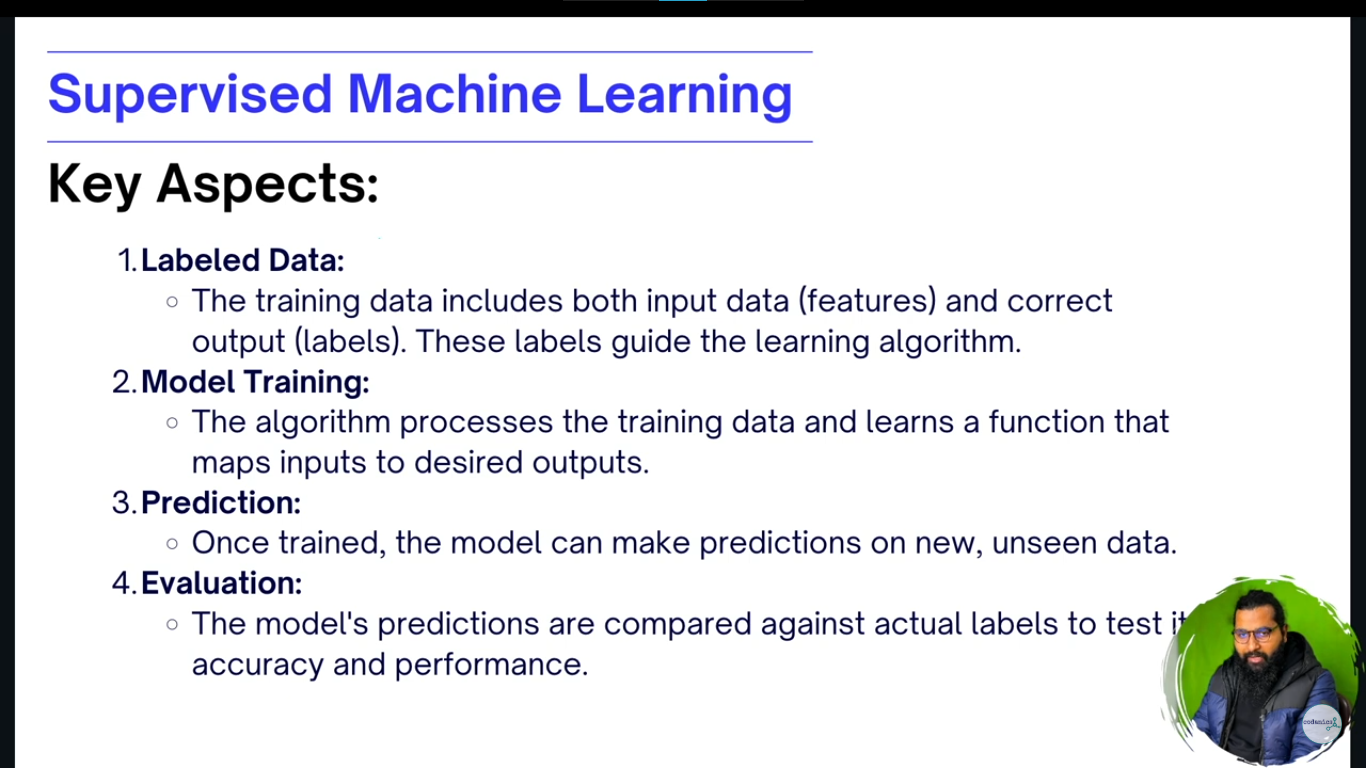 Supervised Machine Learning
Key Aspects:
1. Labeled Data:
○ The training data includes both input data (features) and correct
output (labels). These labels guide the learning algorithm.
2. Model Training:
○ The algorithm processes the training data and learns a function that
maps inputs to desired outputs.
3. Prediction:
○ Once trained, the model can make predictions on new, unseen data.
4. Evaluation:
○ The model's predictions are compared against actual labels to test it
accuracy and performance.
codanics